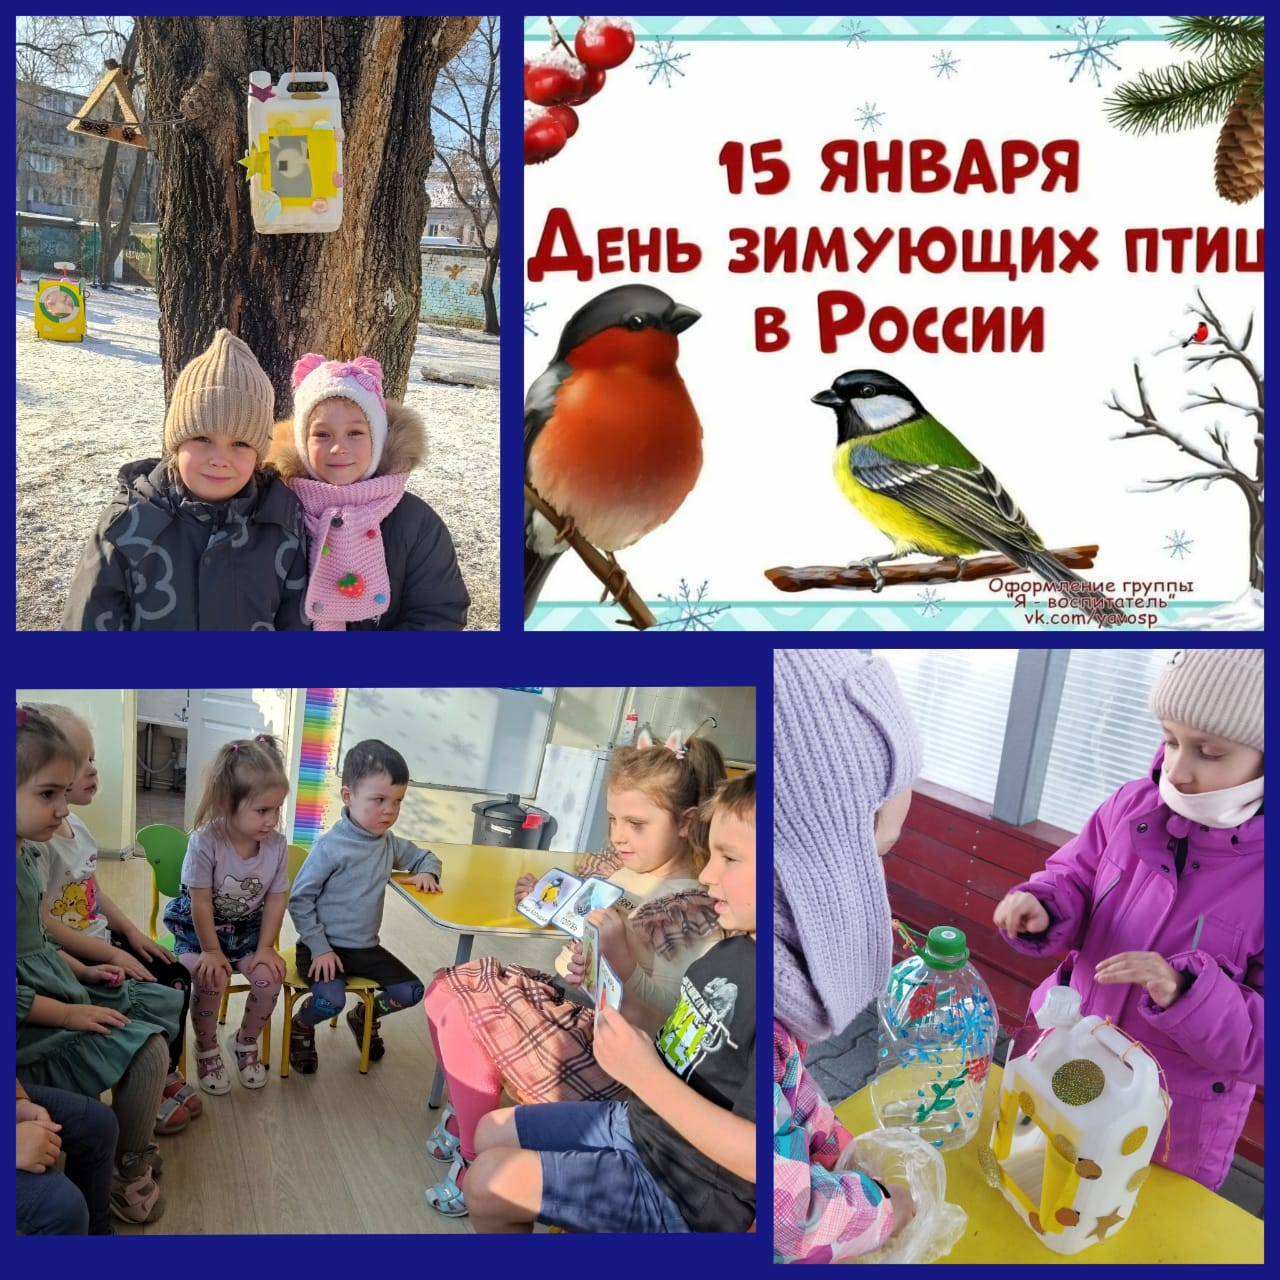 15 ЯНВАРЯ
ДЕНЬ ЗИМУЮЩИХ ПТИЦ
В РОССИИ
Оформление группы
"Я - воспитатель"
vk.com/yavosp